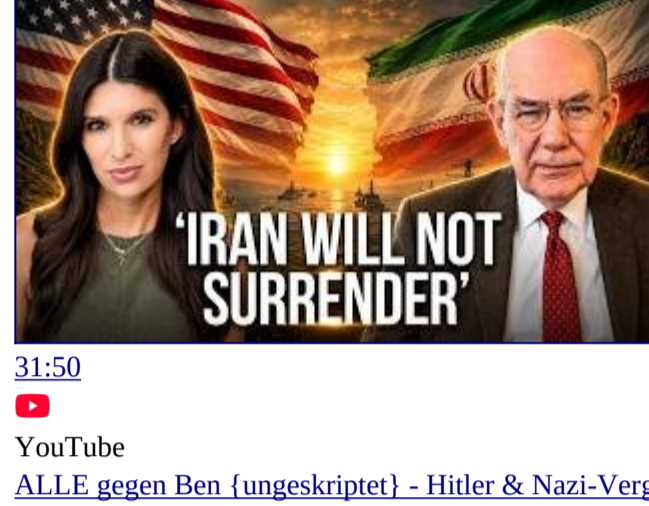 'IRAN WILL NOT
SURRENDER'
31:50
YouTube
ALLE gegen Ben {ungeskriptet} - Hitler & Nazi-Verg